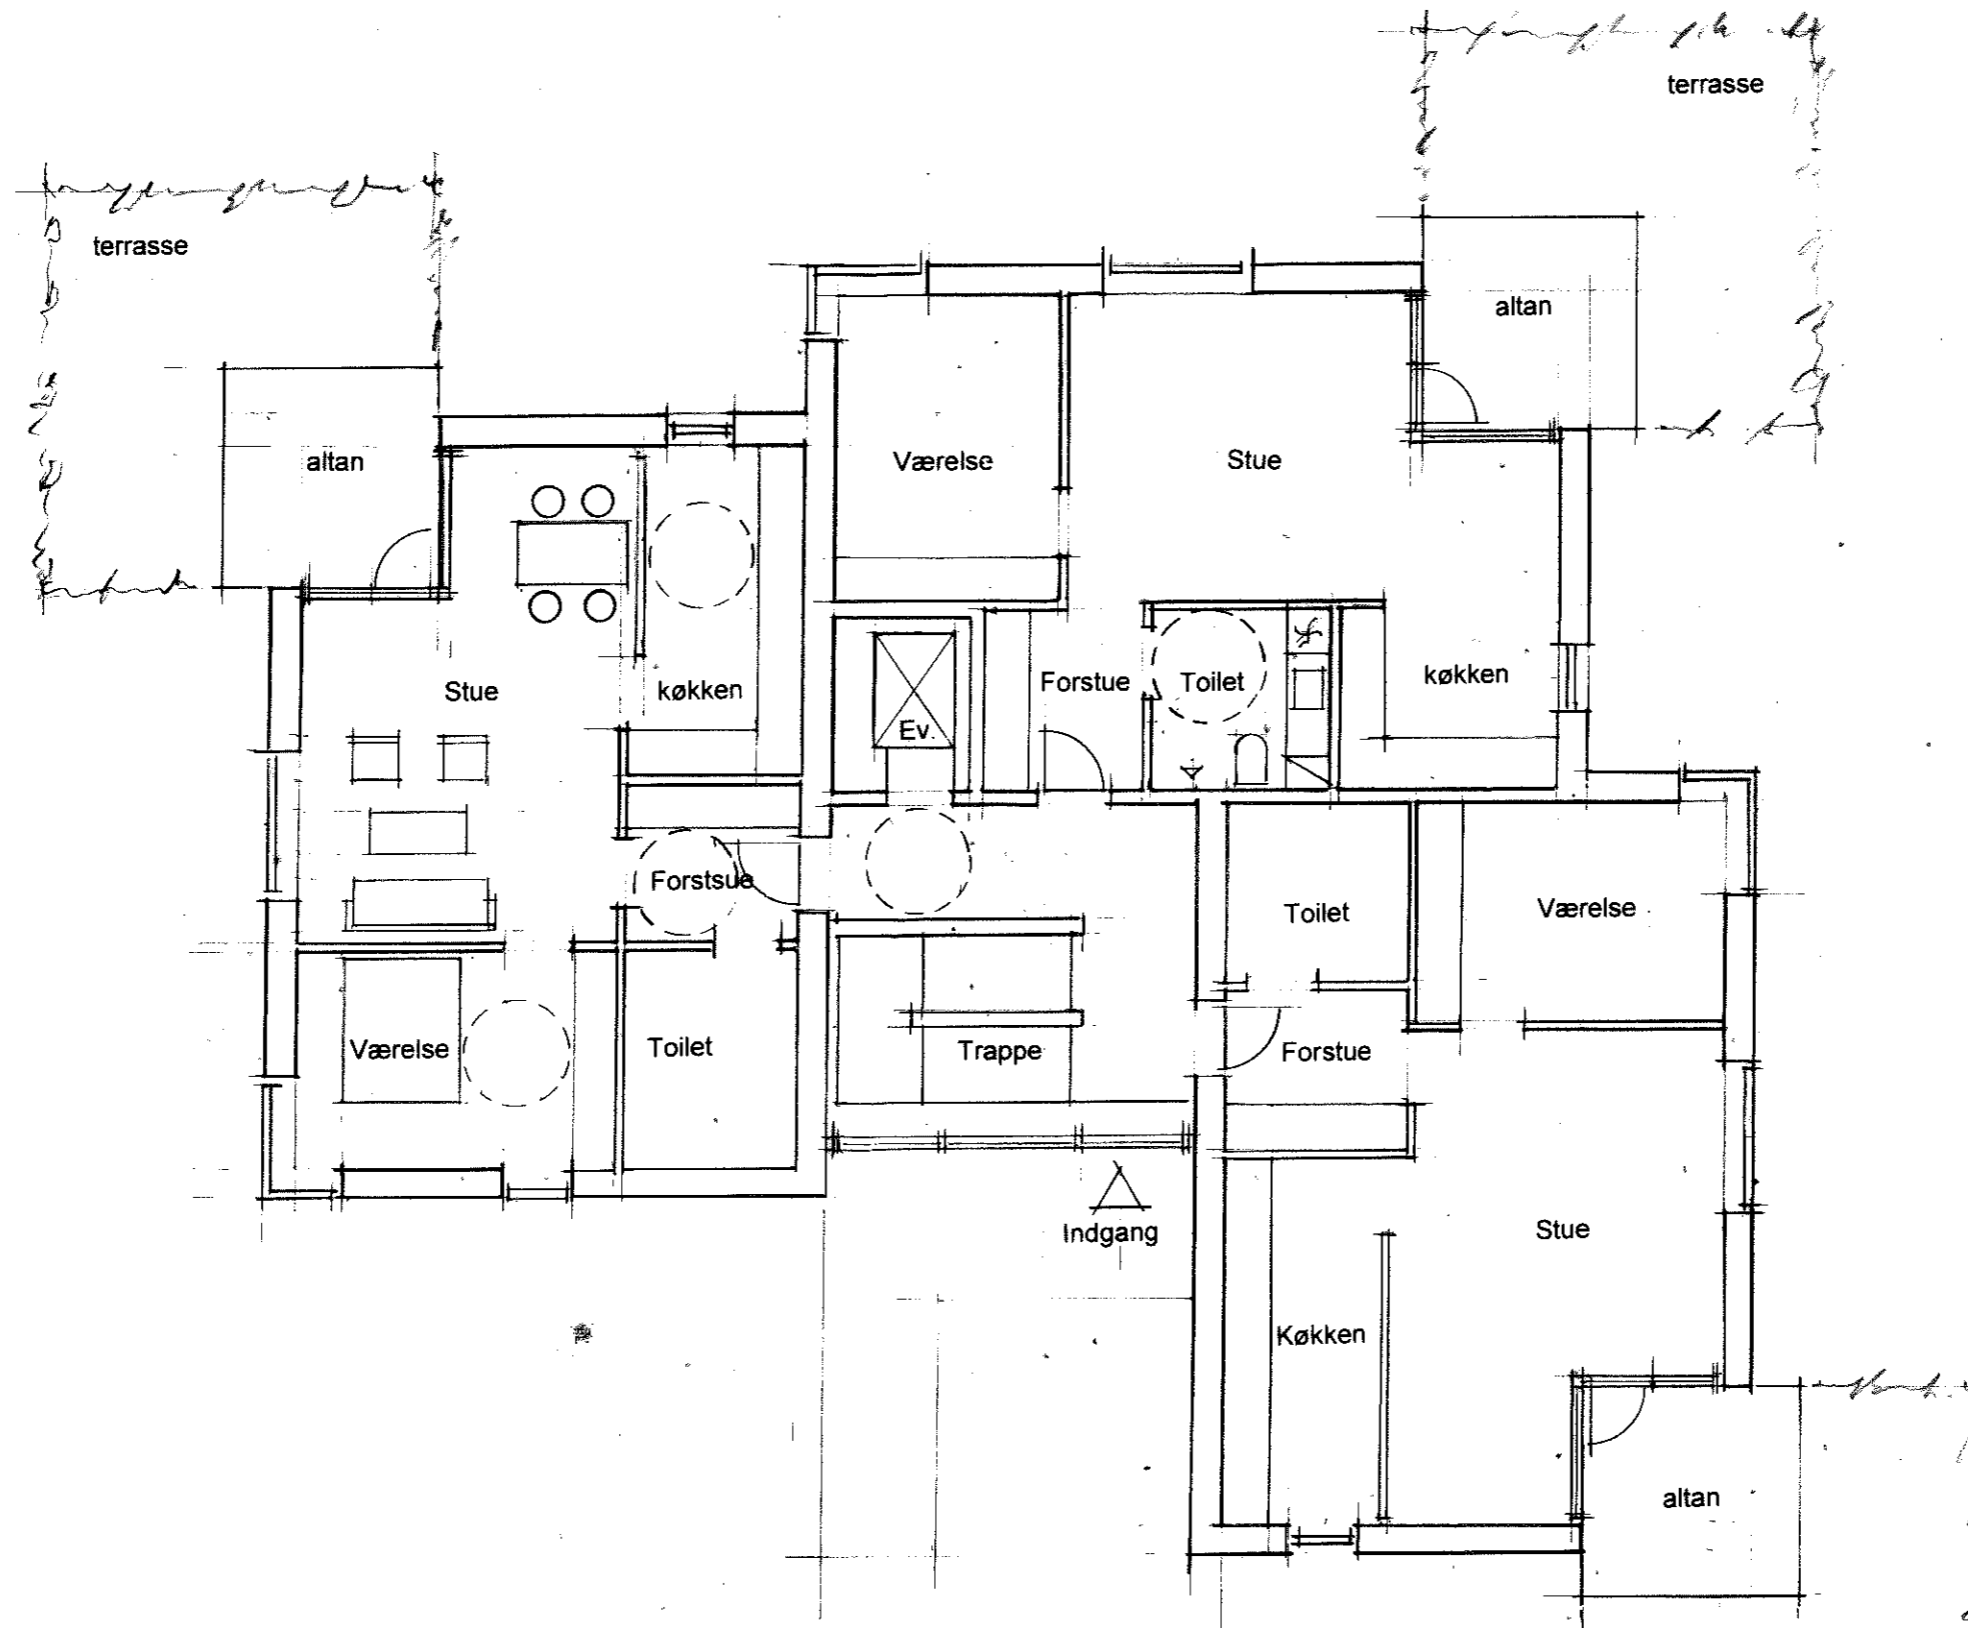 terrasse
terrasse
altan
altan
Værelse
Stue
Stue
køkken
Forstue
Toilet
køkken
Ev.
Forstsue
Toilet
Værelse
Værelse
Toilet
Trappe
Forstue
Indgang
Stue
Køkken
altan